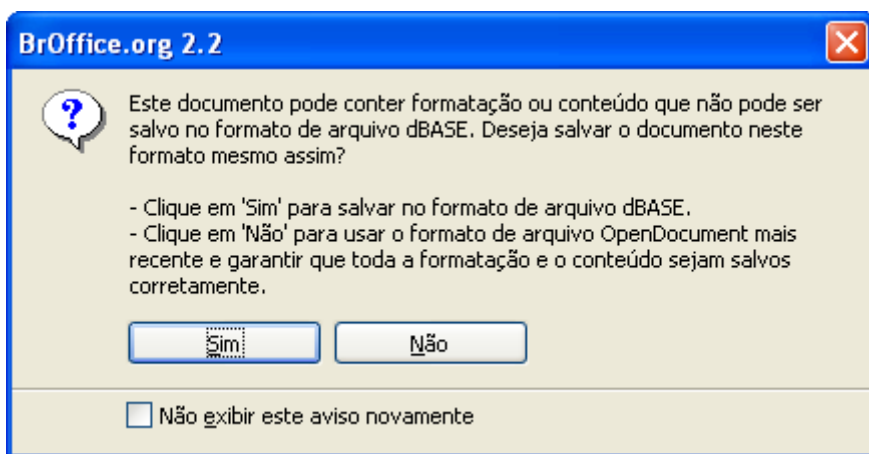 BrOffice.org 2.2
Este documento pode conter formatação ou conteúdo que não pode ser
salvo no formato de arquivo dBASE. Deseja salvar o documento neste
formato mesmo assim?
- Clique em 'Sim' para salvar no formato de arquivo dBASE.
- Clique em 'Não' para usar o formato de arquivo OpenDocument mais
recente e garantir que toda a formatação e o conteúdo sejam salvos
corretamente.
Sim
Não
Não exibir este aviso novamente